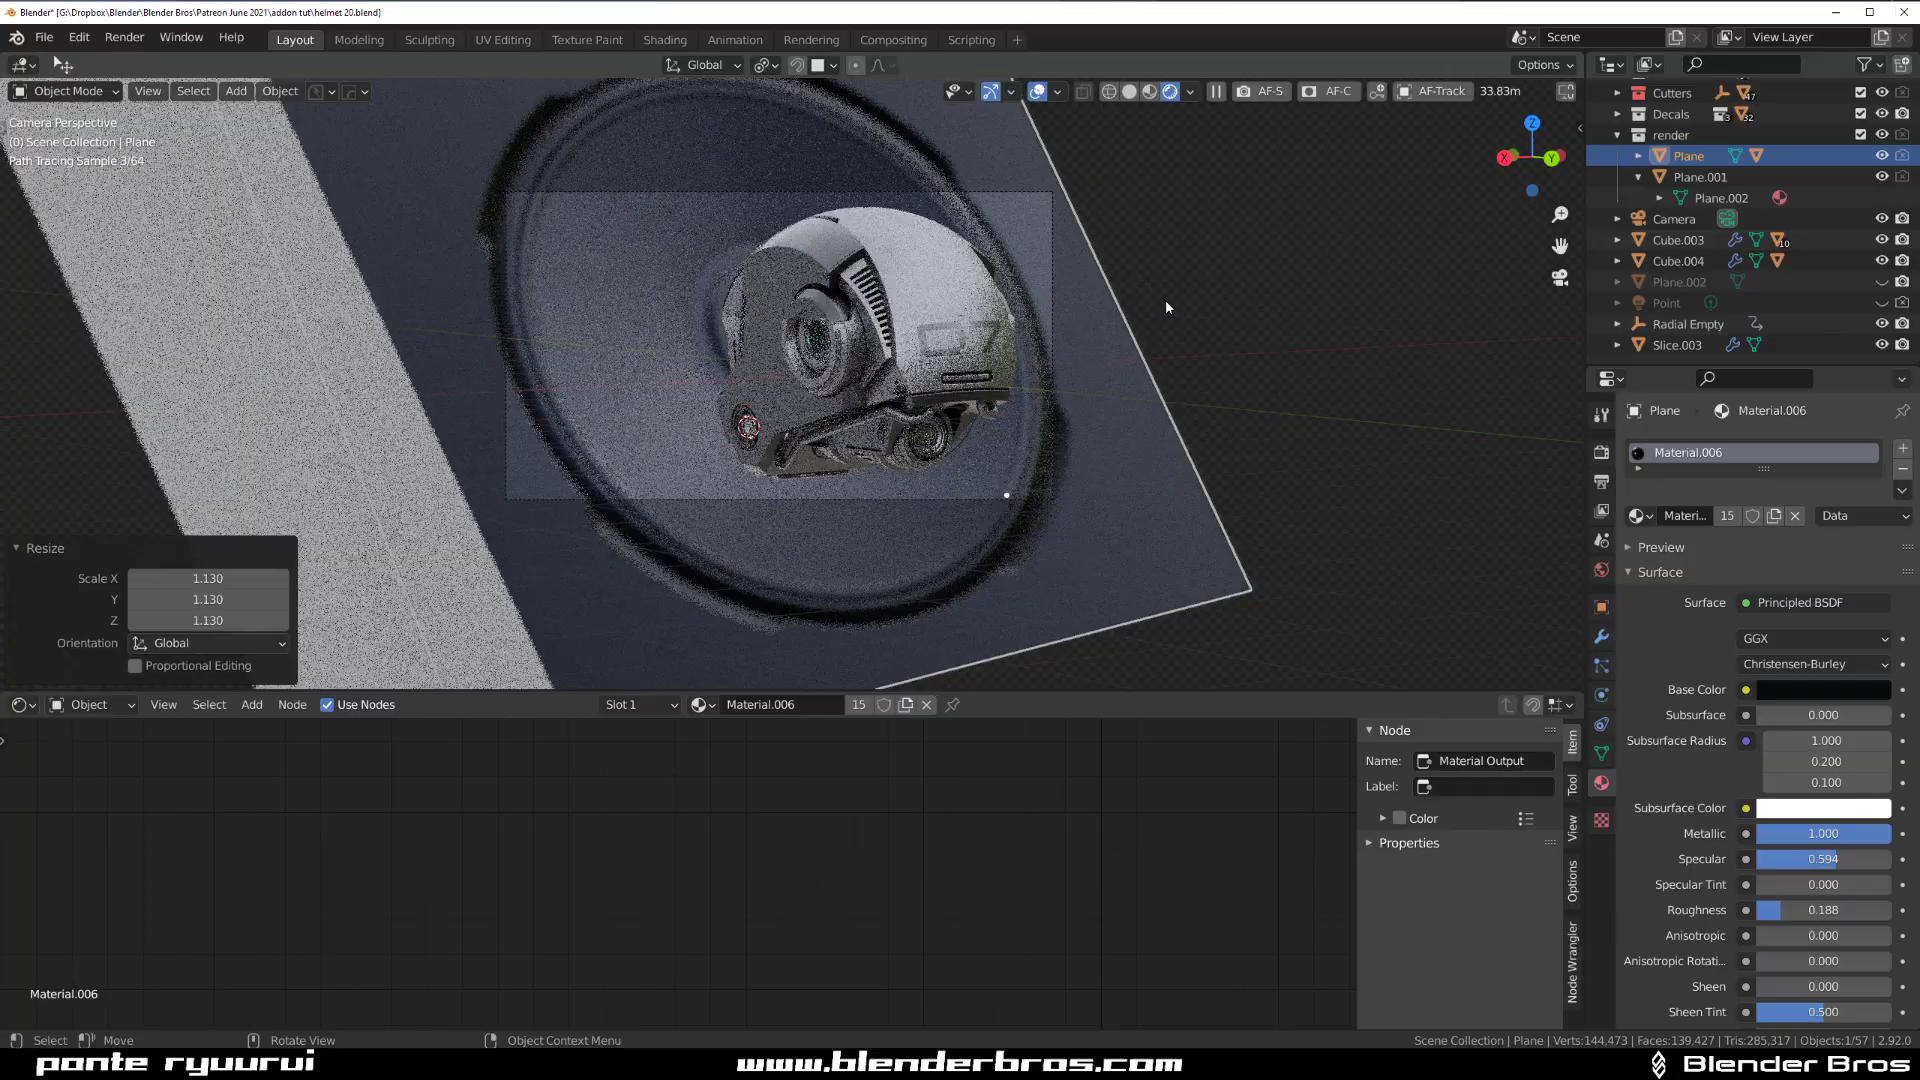 Blender* [G:\Dropbox\Blender\Blender Bros\Patreon June 2021\addon tut\helmet 20.blend]
File Edit Render Window Help
Layout Modeling Sculpting UV Editing Texture Paint Shading Animation Rendering Compositing Scripting +
Scene
View Layer
Global
Options
Object Mode View Select Add Object
AF-S AF-C AF-Track 33.83m
Camera Perspective
(0) Scene Collection | Plane
Path Tracing Sample 3/64
Z
X
Y
Cutters 47
Decals 3 32
render
Plane
Plane.001
Plane.002
Camera
Cube.003 10
Cube.004
Plane.002
Point
Radial Empty
Slice.003
Plane Material.006
Material.006
Materi... 15 Data
Preview
Surface
Surface Principled BSDF
GGX
Christensen-Burley
Base Color
Subsurface 0.000
Subsurface Radius 1.000
0.200
0.100
Subsurface Color
Metallic 1.000
Specular 0.594
Specular Tint 0.000
Roughness 0.188
Anisotropic 0.000
Anisotropic Rotati... 0.000
Sheen 0.000
Sheen Tint 0.500
Resize
Scale X 1.130
Y 1.130
Z 1.130
Orientation Global
Proportional Editing
Object View Select Add Node Use Nodes Slot 1 Material.006 15
Node
Name: Material Output
Label:
Color
Properties
Item
Tool
View
Options
Node Wrangler
Material.006
Select Move Rotate View Object Context Menu
Scene Collection | Plane | Verts:144,473 | Faces:139,427 | Tris:285,317 | Objects:1/57 | 2.92.0
ponte ryuurui
www.blenderbros.com
Blender Bros